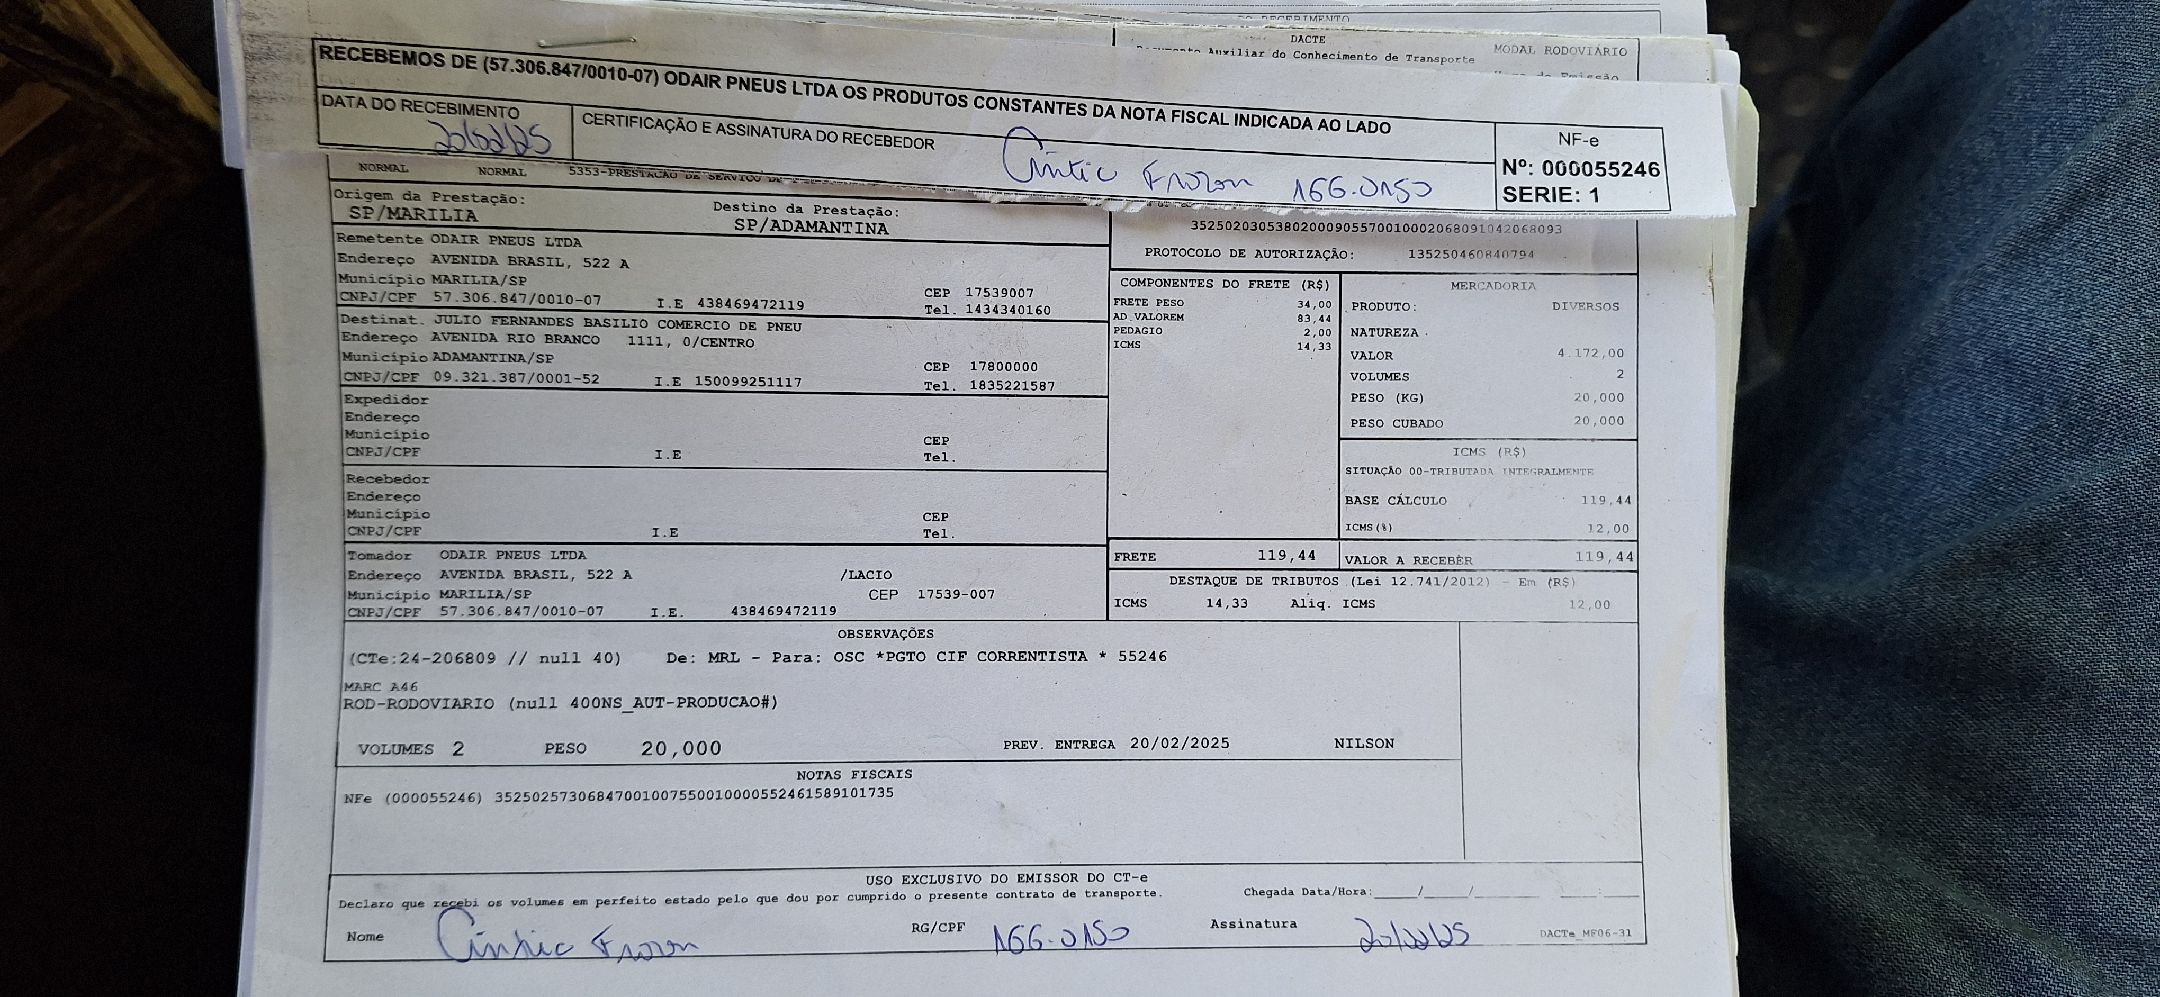 DACTE
Auxiliar do Conhecimento de Transporte
MODAL RODOVIÁRIO
RECEBEMOS DE (57.306.847/0010-07) ODAIR PNEUS LTDA OS PRODUTOS CONSTANTES DA NOTA FISCAL INDICADA AO LADO
DATA DO RECEBIMENTO
20/02/25
CERTIFICAÇÃO E ASSINATURA DO RECEBEDOR
166.0150
NF-e
Nº: 000055246
SERIE: 1
NORMAL NORMAL 5353-PRESTACAO DE SERVICO DE
Origem da Prestação:
SP/MARILIA
Destino da Prestação:
SP/ADAMANTINA
Remetente ODAIR PNEUS LTDA
Endereço AVENIDA BRASIL, 522 A
Município MARILIA/SP
CEP 17539007
CNPJ/CPF 57.306.847/0010-07 I.E 438469472119 Tel. 1434340160
Destinat. JULIO FERNANDES BASILIO COMERCIO DE PNEU
Endereço AVENIDA RIO BRANCO 1111, 0/CENTRO
Município ADAMANTINA/SP
CEP 17800000
CNPJ/CPF 09.321.387/0001-52 I.E 150099251117 Tel. 1835221587
Expedidor
Endereço
Município CEP
CNPJ/CPF I.E Tel.
Recebedor
Endereço
Município CEP
CNPJ/CPF I.E Tel.
Tomador ODAIR PNEUS LTDA
Endereço AVENIDA BRASIL, 522 A /LACIO
Município MARILIA/SP CEP 17539-007
CNPJ/CPF 57.306.847/0010-07 I.E. 438469472119
35250203053802000905570010002068091042068093
PROTOCOLO DE AUTORIZAÇÃO: 135250460840794
COMPONENTES DO FRETE (R$)
FRETE PESO 34,00
AD VALOREM 83,44
PEDAGIO 2,00
ICMS 14,33
MERCADORIA
PRODUTO: DIVERSOS
NATUREZA
VALOR 4.172,00
VOLUMES 2
PESO (KG) 20,000
PESO CUBADO 20,000
ICMS (R$)
SITUAÇÃO 00-TRIBUTADA INTEGRALMENTE
BASE CÁLCULO 119,44
ICMS(%) 12,00
FRETE 119,44 VALOR A RECEBER 119,44
DESTAQUE DE TRIBUTOS (Lei 12.741/2012) - Em (R$)
ICMS 14,33 Aliq. ICMS 12,00
OBSERVAÇÕES
(CTe:24-206809 // null 40) De: MRL - Para: OSC *PGTO CIF CORRENTISTA * 55246
MARC A46
ROD-RODOVIARIO (null 400NS_AUT-PRODUCAO#)
VOLUMES 2 PESO 20,000 PREV. ENTREGA 20/02/2025 NILSON
NOTAS FISCAIS
NFe (000055246) 35250257306847001007550010000552461589101735
USO EXCLUSIVO DO EMISSOR DO CT-e
Declaro que recebi os volumes em perfeito estado pelo que dou por cumprido o presente contrato de transporte. Chegada Data/Hora:____/____/____ ____:____
Nome RG/CPF 166.0150 Assinatura 20/02/25 DACTe_MF06-31